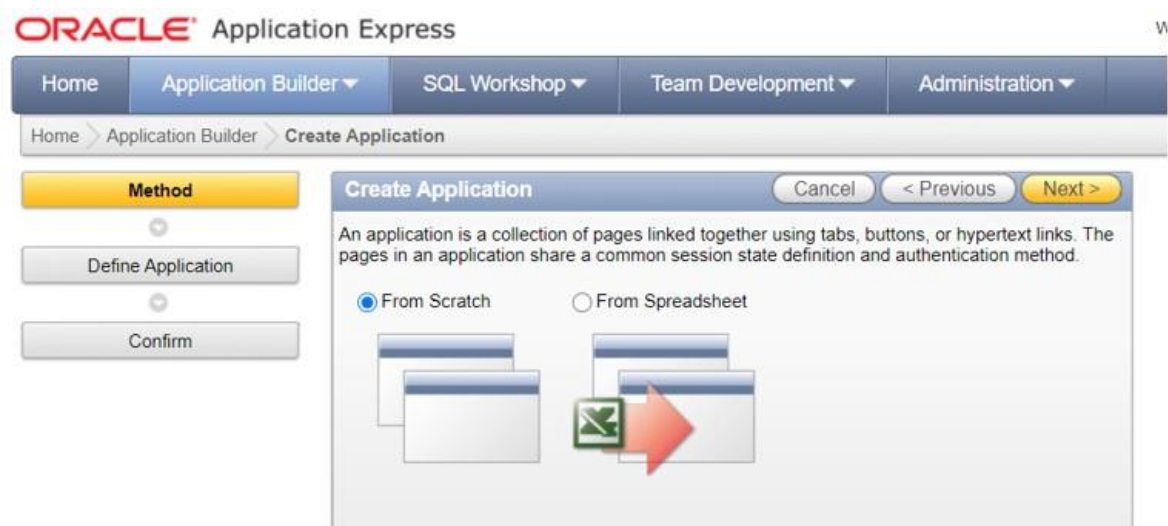 ORACLE Application Express
Home Application Builder SQL Workshop Team Development Administration
Home Application Builder Create Application
Method
Define Application
Confirm
Create Application Cancel < Previous Next >
An application is a collection of pages linked together using tabs, buttons, or hypertext links. The
pages in an application share a common session state definition and authentication method.
From Scratch From Spreadsheet